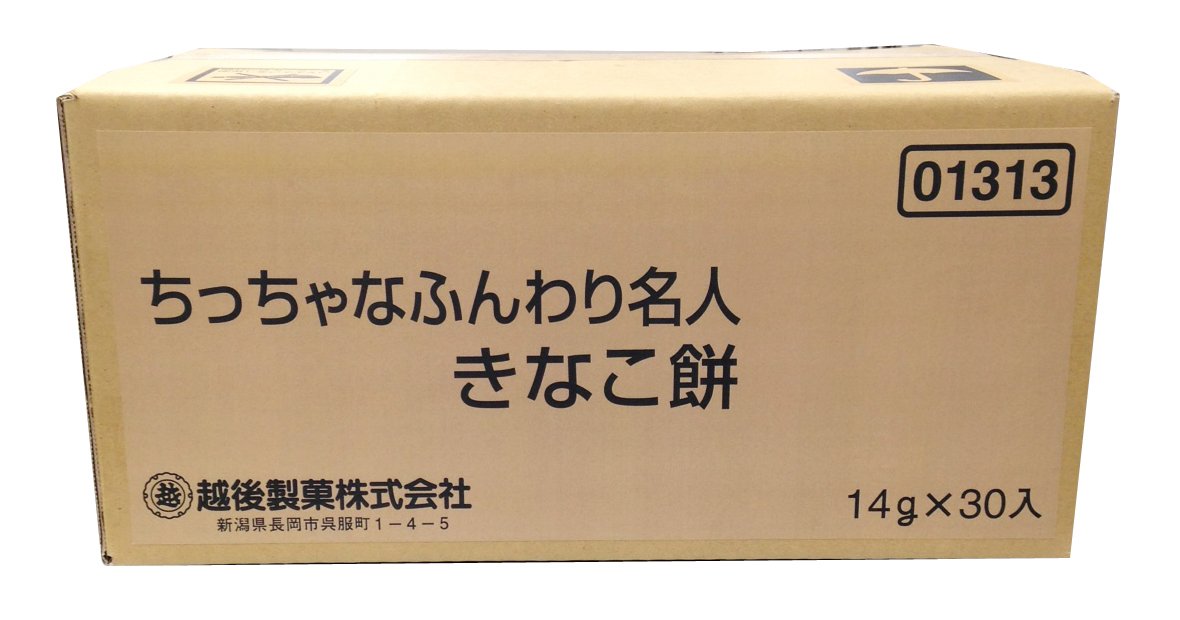 01313
ちっちゃなふんわり名人
きなこ餅
越 越後製菓株式会社
新潟県長岡市呉服町1-4-5
14g×30入